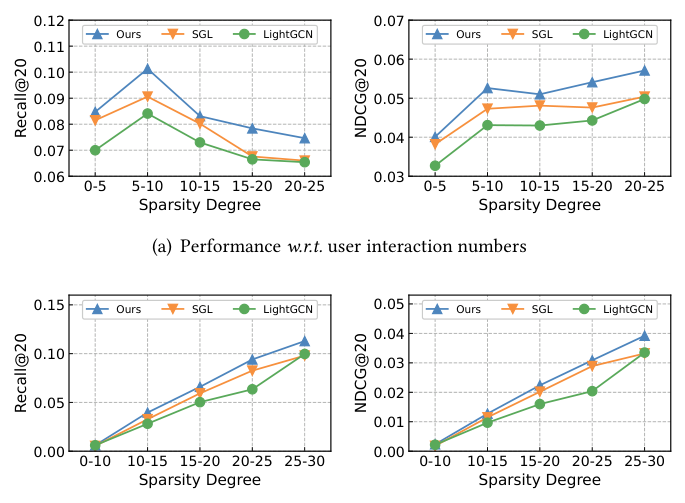 0.12
0.11
0.10
0.09
0.08
0.07
0.06
Recall@20
Ours SGL LightGCN
0-5 5-10 10-15 15-20 20-25
Sparsity Degree
0.07
0.06
0.05
0.04
0.03
NDCG@20
Ours SGL LightGCN
0-5 5-10 10-15 15-20 20-25
Sparsity Degree
(a) Performance w.r.t. user interaction numbers
0.15
0.10
0.05
0.00
Recall@20
Ours SGL LightGCN
0-10 10-15 15-20 20-25 25-30
Sparsity Degree
0.05
0.04
0.03
0.02
0.01
0.00
NDCG@20
Ours SGL LightGCN
0-10 10-15 15-20 20-25 25-30
Sparsity Degree